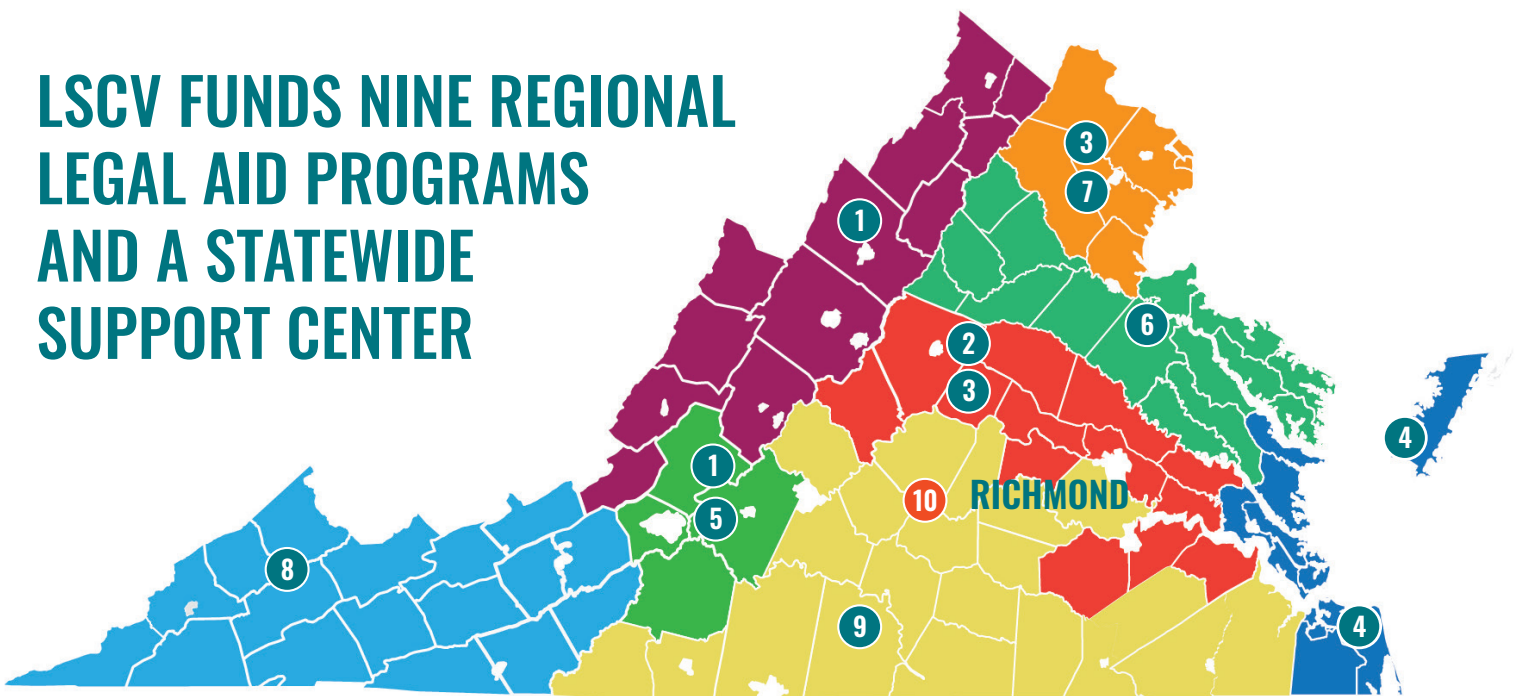 LSCV FUNDS NINE REGIONAL
LEGAL AID PROGRAMS
AND A STATEWIDE
SUPPORT CENTER
3
7
1
6
2
3
4
1
5
10 RICHMOND
8
9
4